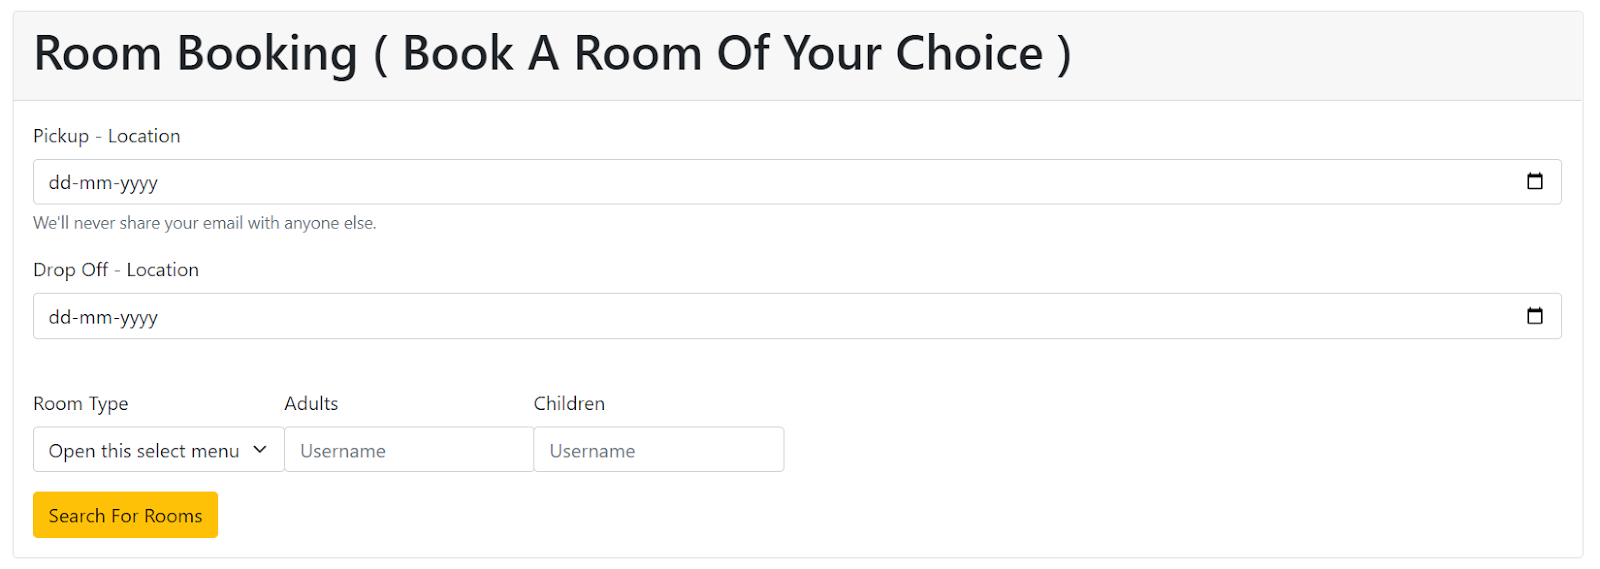 Room Booking ( Book A Room Of Your Choice )
Pickup - Location
dd-mm-yyyy
We'll never share your email with anyone else.
Drop Off - Location
dd-mm-yyyy
Room Type Adults Children
Open this select menu Username Username
Search For Rooms